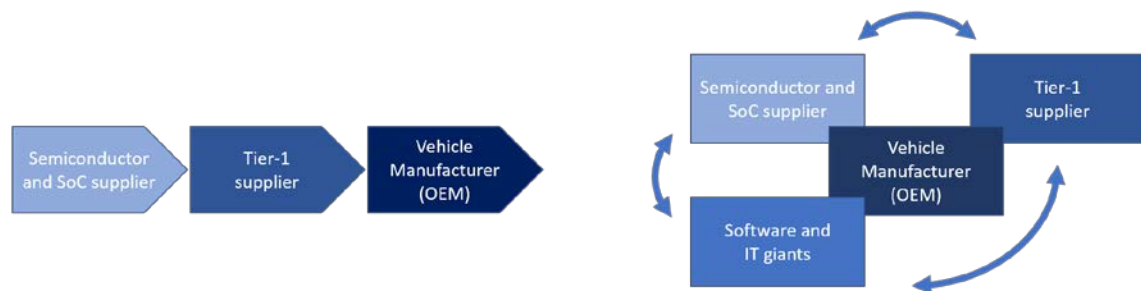 Semiconductor
and SoC supplier
Tier-1
supplier
Vehicle
Manufacturer
(OEM)
Semiconductor and
SoC supplier
Tier-1
supplier
Vehicle
Manufacturer
(OEM)
Software and
IT giants